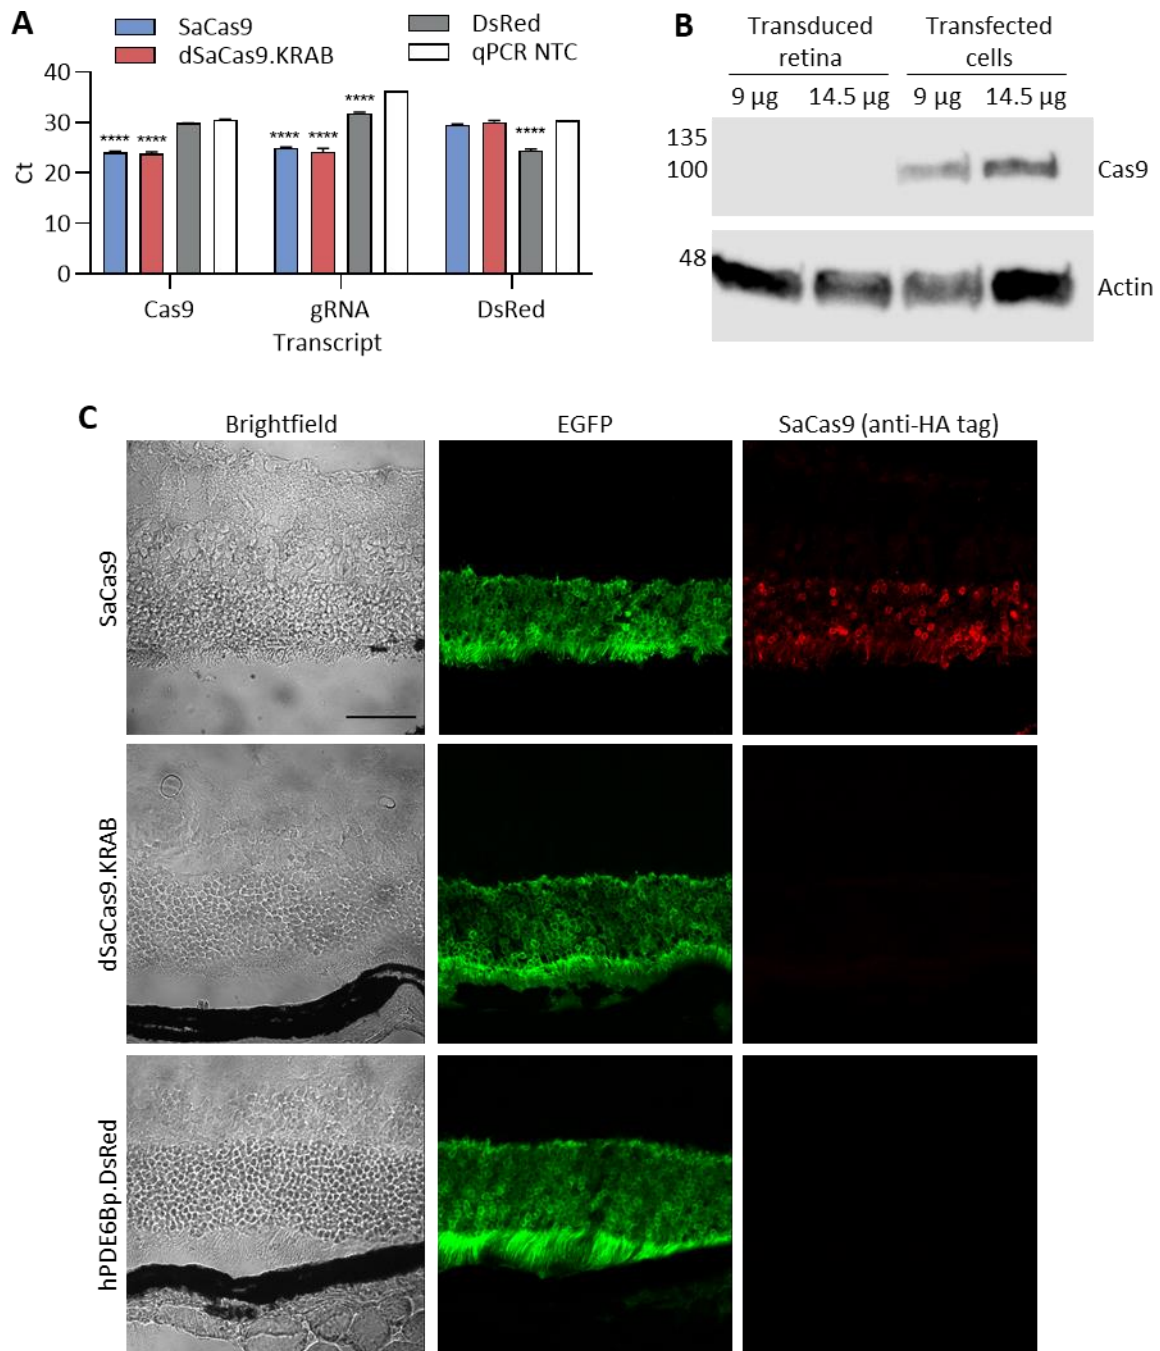 A
SaCas9
dSaCas9.KRAB
DsRed
qPCR NTC
40
30
20
10
0
Ct
**** ****
**** **** ****
****
Cas9
gRNA
DsRed
Transcript
B
Transduced
retina
Transfected
cells
9 µg 14.5 µg 9 µg 14.5 µg
135
100
Cas9
48
Actin
C
Brightfield
EGFP
SaCas9 (anti-HA tag)
SaCas9
dSaCas9.KRAB
hPDE6Bp.DsRed